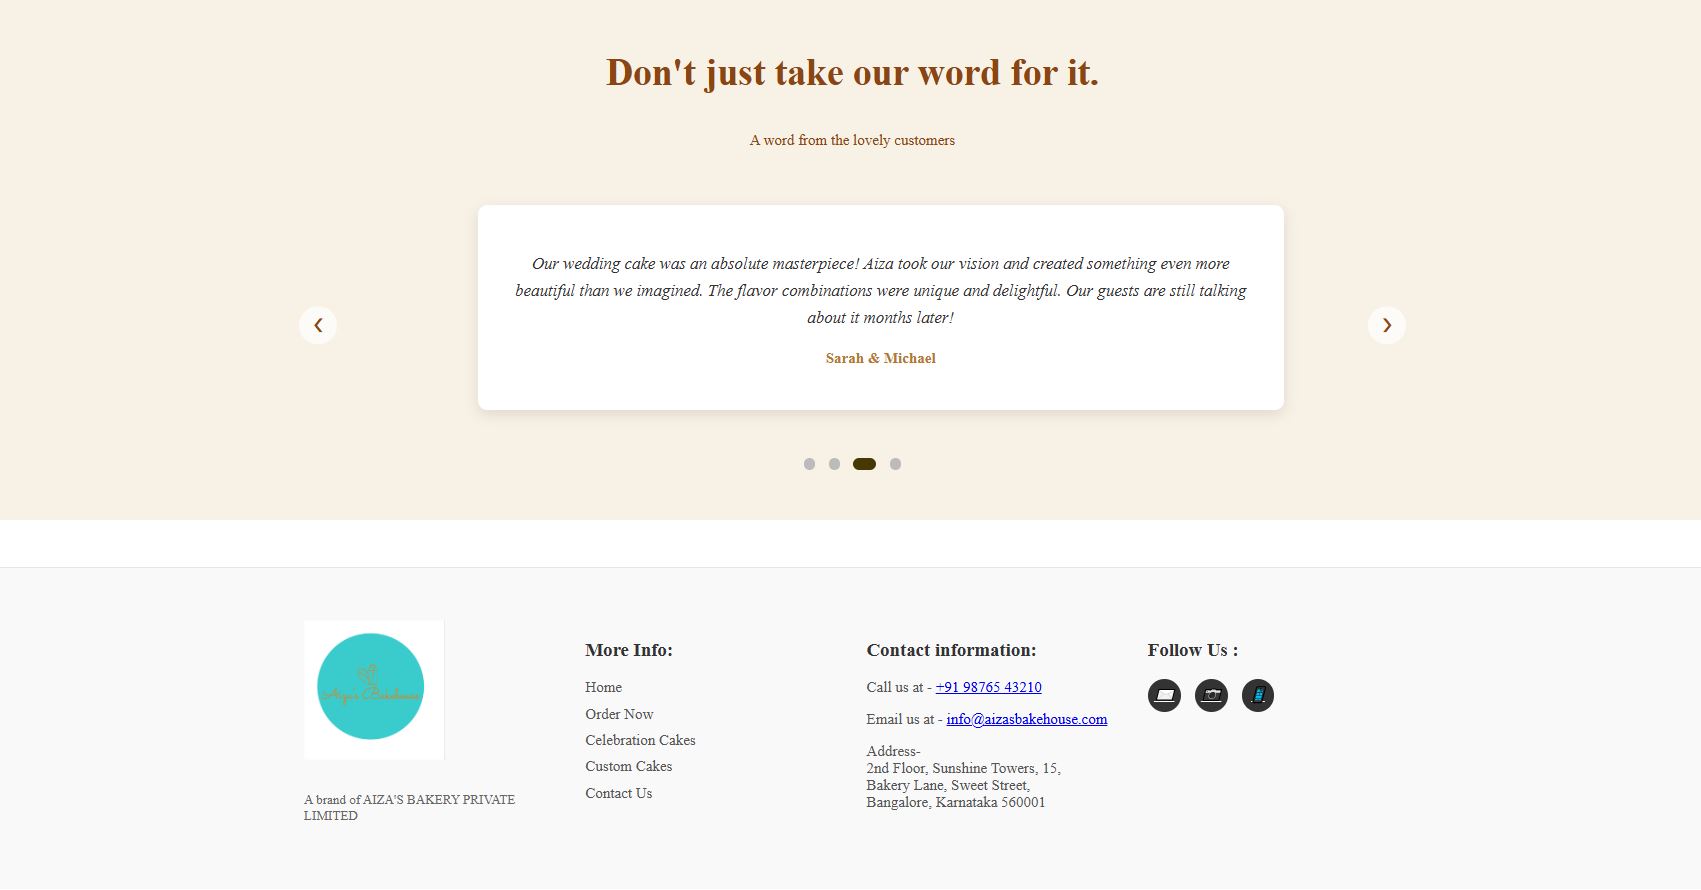 Don't just take our word for it.
A word from the lovely customers
Our wedding cake was an absolute masterpiece! Aiza took our vision and created something even more
beautiful than we imagined. The flavor combinations were unique and delightful. Our guests are still talking
about it months later!
Sarah & Michael
Aiza's Bakehouse
A brand of AIZA'S BAKERY PRIVATE
LIMITED
More Info:
Home
Order Now
Celebration Cakes
Custom Cakes
Contact Us
Contact information:
Call us at - +91 98765 43210
Email us at - info@aizasbakehouse.com
Address-
2nd Floor, Sunshine Towers, 15,
Bakery Lane, Sweet Street,
Bangalore, Karnataka 560001
Follow Us :